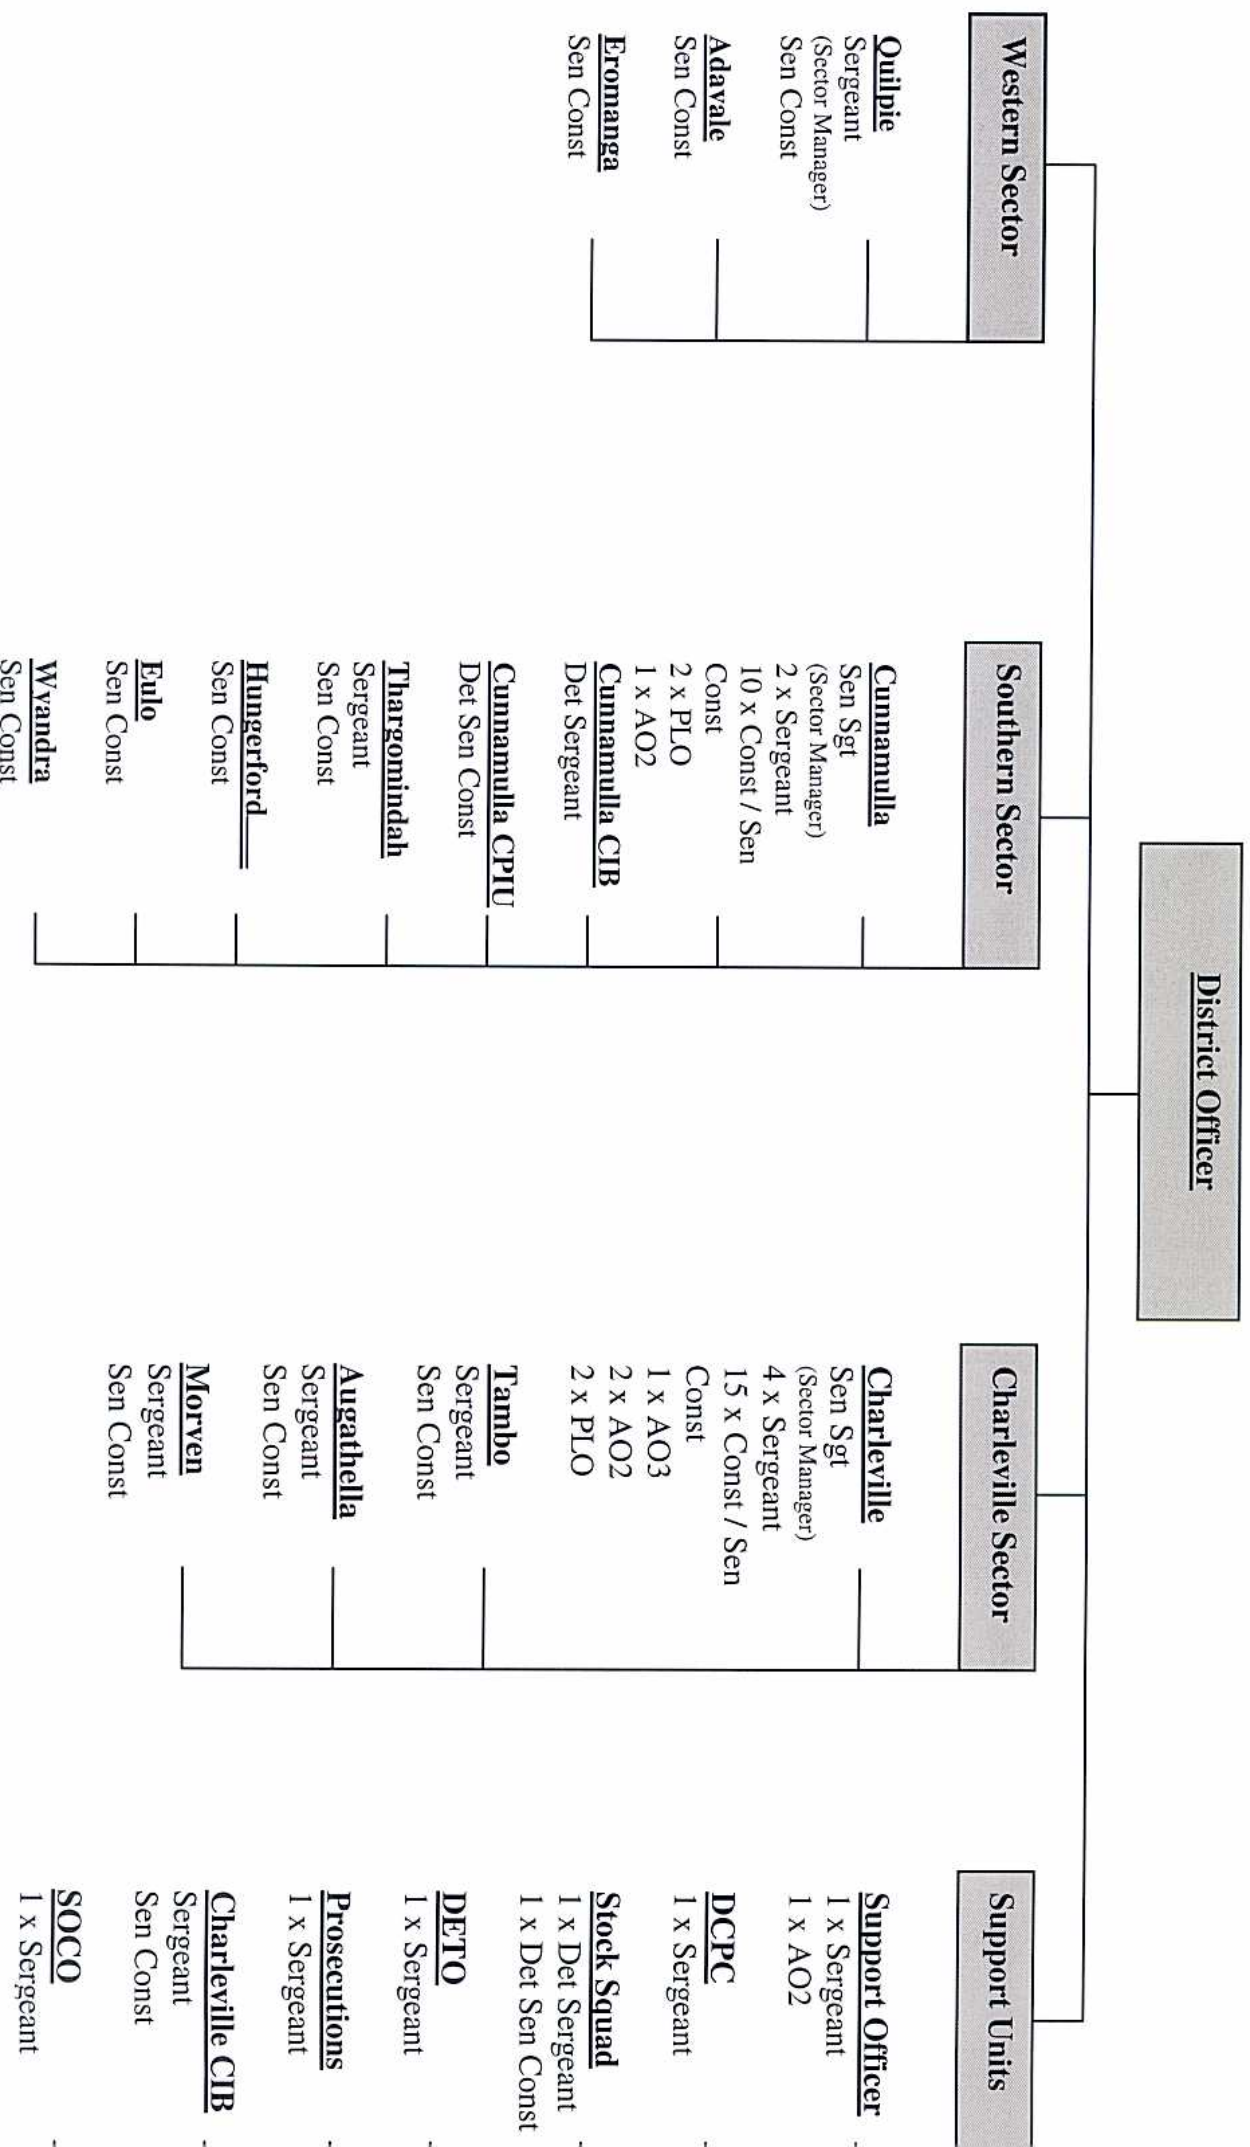 District Officer
Western Sector
Quilpie
Sergeant
(Sector Manager)
Sen Const
Adavale
Sen Const
Eromanga
Sen Const
Southern Sector
Cunnamulla
Sen Sgt
(Sector Manager)
2 x Sergeant
10 x Const / Sen
Const
2 x PLO
1 x AO2
Cunnamulla CIB
Det Sergeant
Cunnamulla CPIU
Det Sen Const
Thargomindah
Sergeant
Sen Const
Hungerford
Sen Const
Eulo
Sen Const
Wyandra
Sen Const
Charleville Sector
Charleville
Sen Sgt
(Sector Manager)
4 x Sergeant
15 x Const / Sen
Const
1 x AO3
2 x AO2
2 x PLO
Tambo
Sergeant
Sen Const
Augathella
Sergeant
Sen Const
Morven
Sergeant
Sen Const
Support Units
Support Officer
1 x Sergeant
1 x AO2
DCPC
1 x Sergeant
Stock Squad
1 x Det Sergeant
1 x Det Sen Const
DETO
1 x Sergeant
Prosecutions
1 x Sergeant
Charleville CIB
Sergeant
Sen Const
SOCO
1 x Sergeant